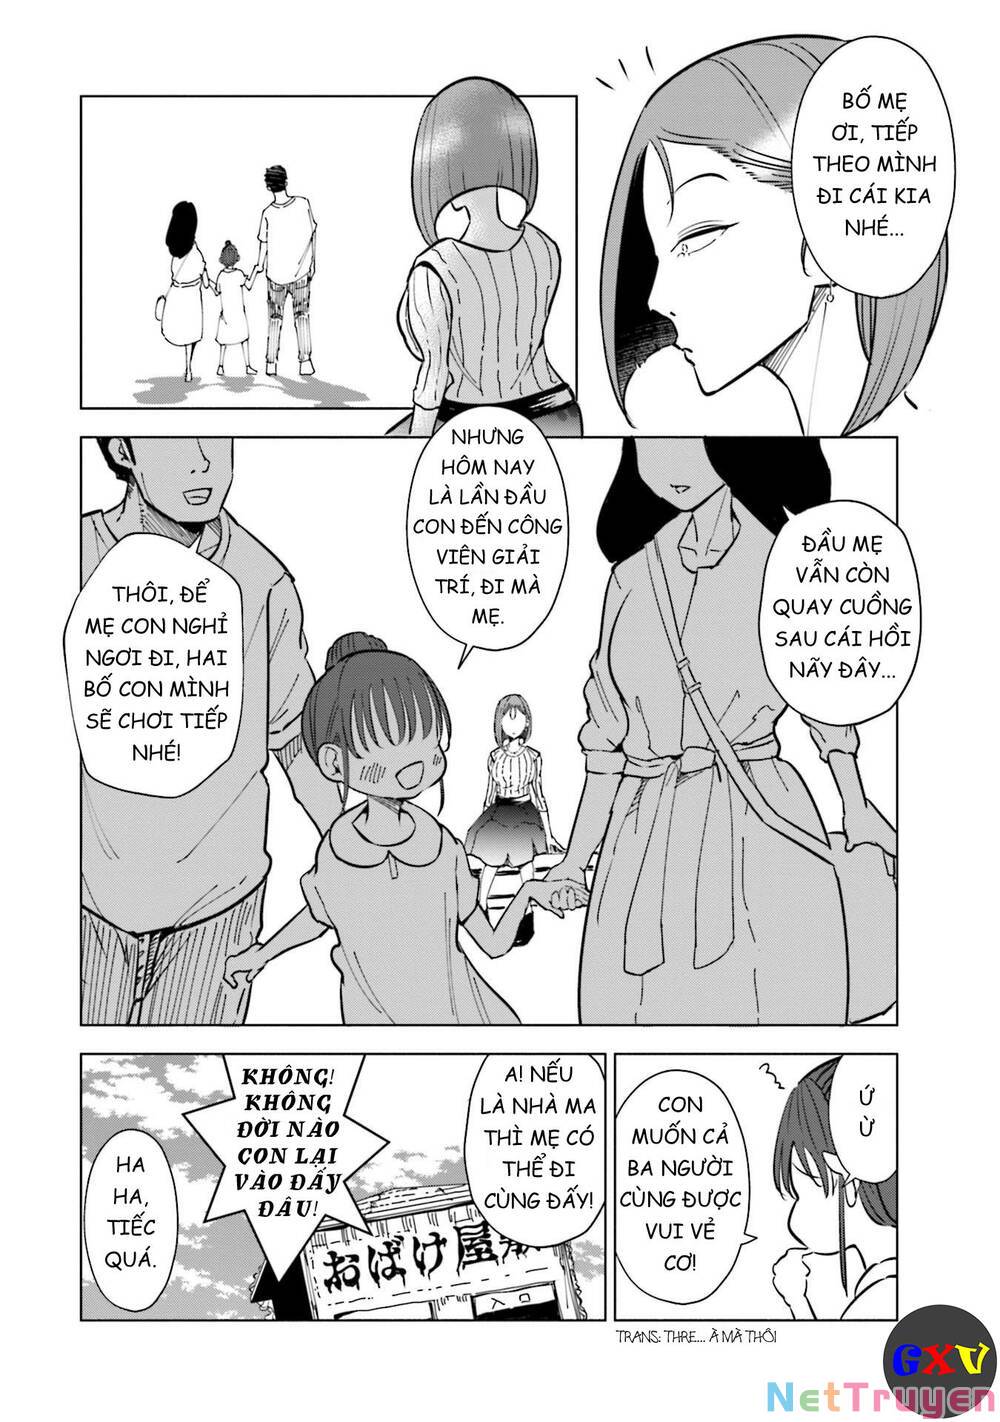 BỐ MẸ
ƠI, TIẾP
THEO MÌNH
ĐI CÁI KIA
NHÉ...
ĐẦU MẸ
VẪN CÒN
QUAY CUỒNG
SAU CÁI HỒI
NÃY ĐÂY...
NHƯNG
HÔM NAY
LÀ LẦN ĐẦU
CON ĐẾN CÔNG
VIÊN GIẢI
TRÍ, ĐI MÀ
MẸ.
THÔI, ĐỂ
MẸ CON NGHỈ
NGƠI ĐI, HAI
BỐ CON MÌNH
SẼ CHƠI TIẾP
NHÉ!
Ứ
Ừ
CON
MUỐN CẢ
BA NGƯỜI
CÙNG ĐƯỢC
VUI VẺ
CƠ!
A! NẾU
LÀ NHÀ MA
THÌ MẸ CÓ
THỂ ĐI
CÙNG ĐẤY!
KHÔNG!
KHÔNG
ĐỜI NÀO
CON LẠI
VÀO ĐẤY
ĐÂU!
HA
HA,
TIẾC
QUÁ.
おばけ屋敷
入口
TRANS: THRE... À MÀ THÔI
GXV
NetTruyen